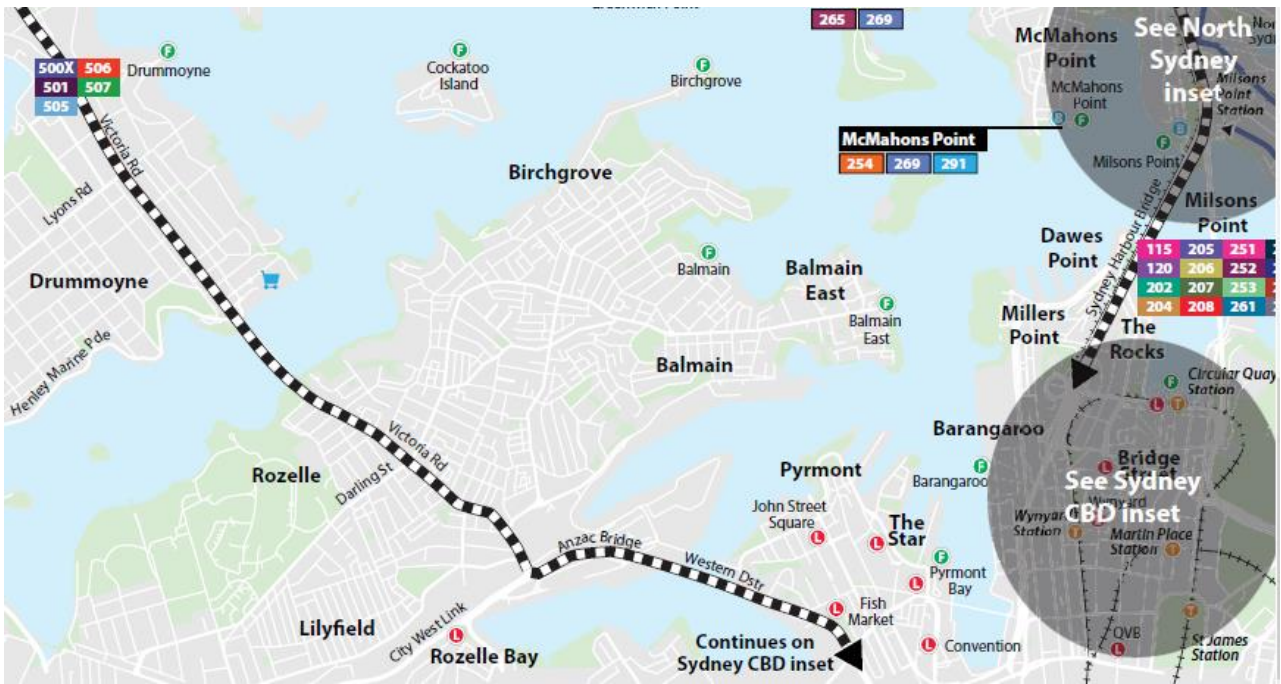 265 269
500X 506
501 507
505
F
Drummoyne
F
Cockatoo
Island
F
Birchgrove
McMahons
Point
McMahons
Point
B F
See North
Sydney
inset
Milsons
Point
Station
B
F
Milsons Point
McMahons Point
254 269 291
Victoria Rd
Lyons Rd
Birchgrove
Sydney Harbour Bridge
Milsons
Point
115 205 251
120 206 252
202 207 253
204 208 261
Dawes
Point
Drummoyne
F
Balmain
Balmain
East
F
Balmain
East
Millers
Point
The
Rocks
Henley Marine Pde
Balmain
F
Circular Quay
Station
L T
Victoria Rd
Barangaroo
F
Barangaroo
Rozelle
Darling St
Pyrmont
L
Bridge
Street
See Sydney
CBD inset
Wynyard
Wynyard
Station
T
Martin Place
Station
T
John Street
Square
L
The
Star
L
Anzac Bridge
Western Dstr
F
Pyrmont
Bay
L
L
Fish
Market
Lilyfield
City West Link
L
Rozelle Bay
Continues on
Sydney CBD inset
L
Convention
QVB
L
T
St James
Station